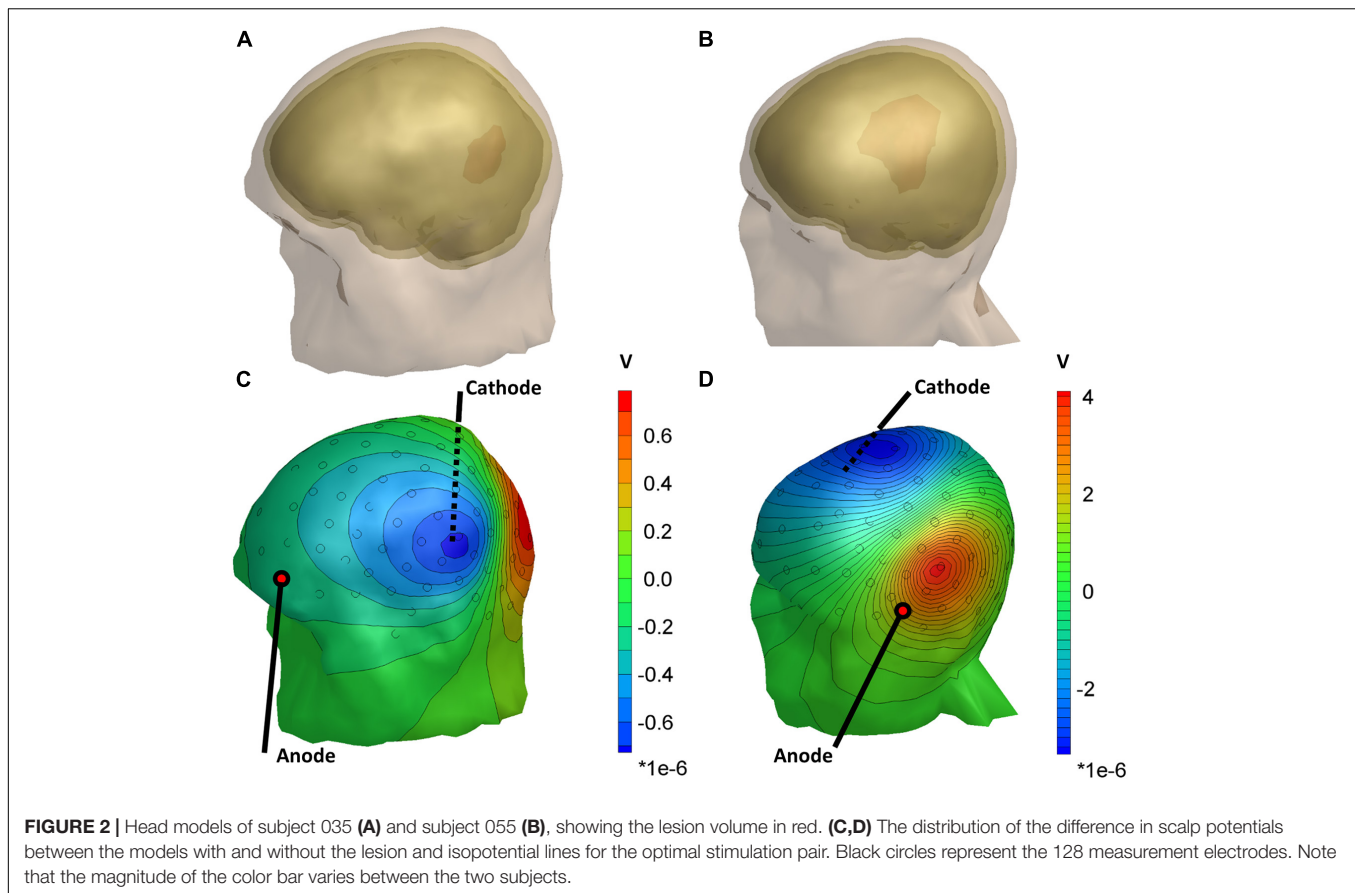 A
B
C
Cathode
Anode
V
0.6
0.4
0.2
0.0
-0.2
-0.4
-0.6
*1e-6
D
Cathode
Anode
V
4
2
0
-2
*1e-6
FIGURE 2 | Head models of subject 035 (A) and subject 055 (B), showing the lesion volume in red. (C,D) The distribution of the difference in scalp potentials
between the models with and without the lesion and isopotential lines for the optimal stimulation pair. Black circles represent the 128 measurement electrodes. Note
that the magnitude of the color bar varies between the two subjects.